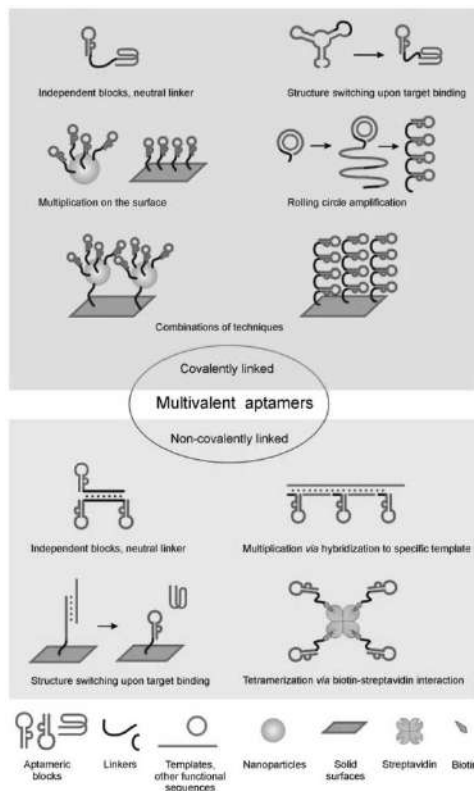 Independent blocks, neutral linker
Structure switching upon target binding
Multiplication on the surface
Rolling circle amplification
Combinations of techniques
Covalently linked
Multivalent aptamers
Non-covalently linked
Independent blocks, neutral linker
Multiplication via hybridization to specific template
Structure switching upon target binding
Tetramerization via biotin-streptavidin interaction
Aptameric
blocks
Linkers
Templates,
other functional
sequences
Nanoparticles
Solid
surfaces
Streptavidin
Biotin